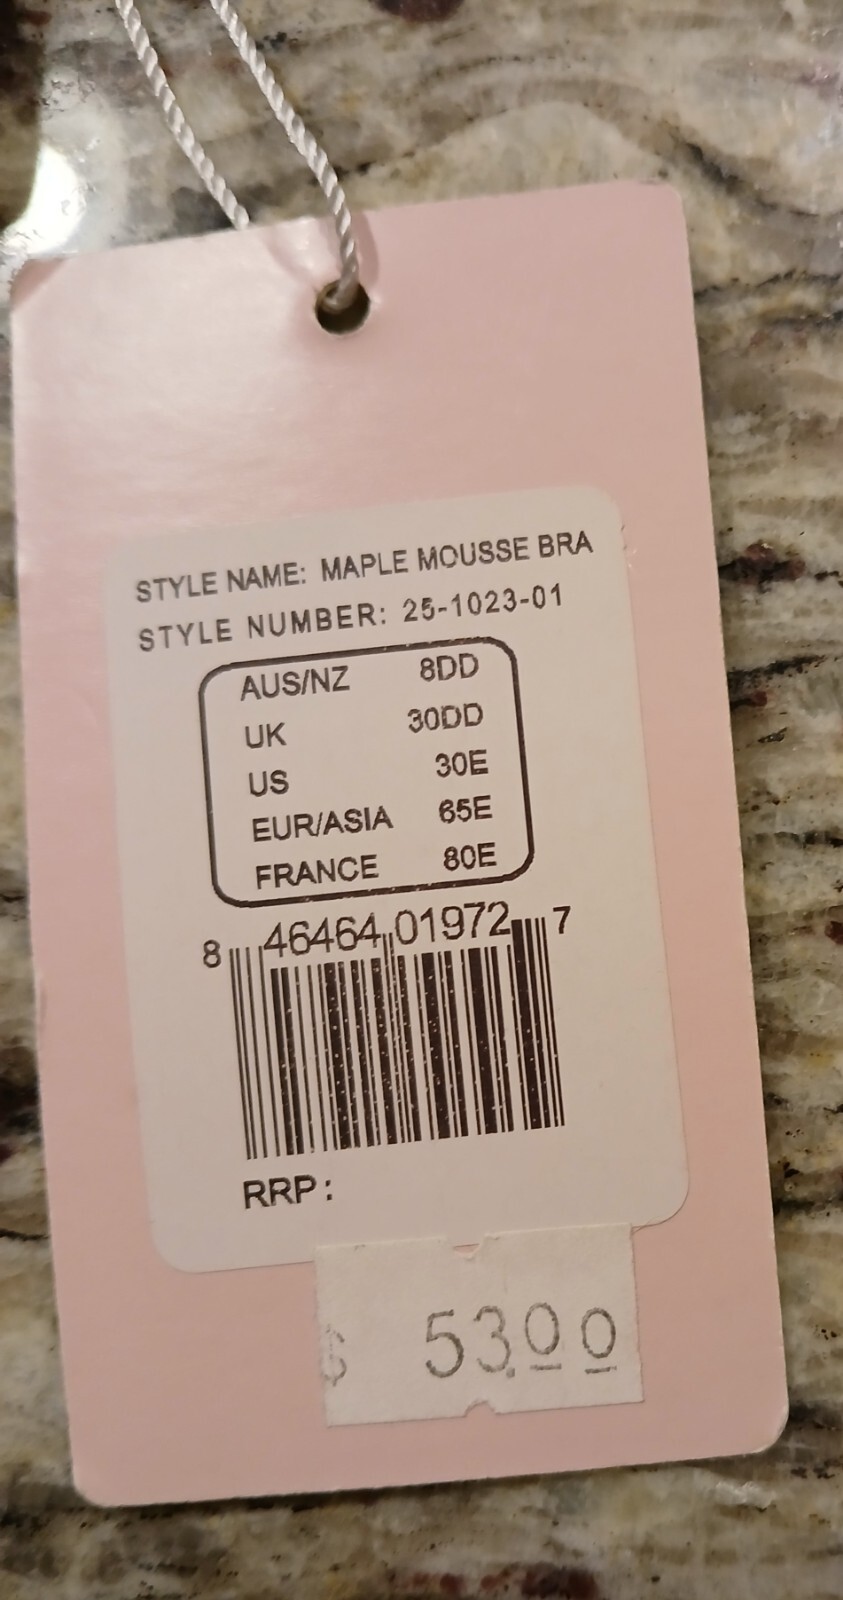 STYLE NAME: MAPLE MOUSSE BRA
STYLE NUMBER: 25-1023-01
AUS/NZ 8DD
UK 30DD
US 30E
EUR/ASIA 65E
FRANCE 80E
8 46464 01972 7
RRP:
$ 53.00